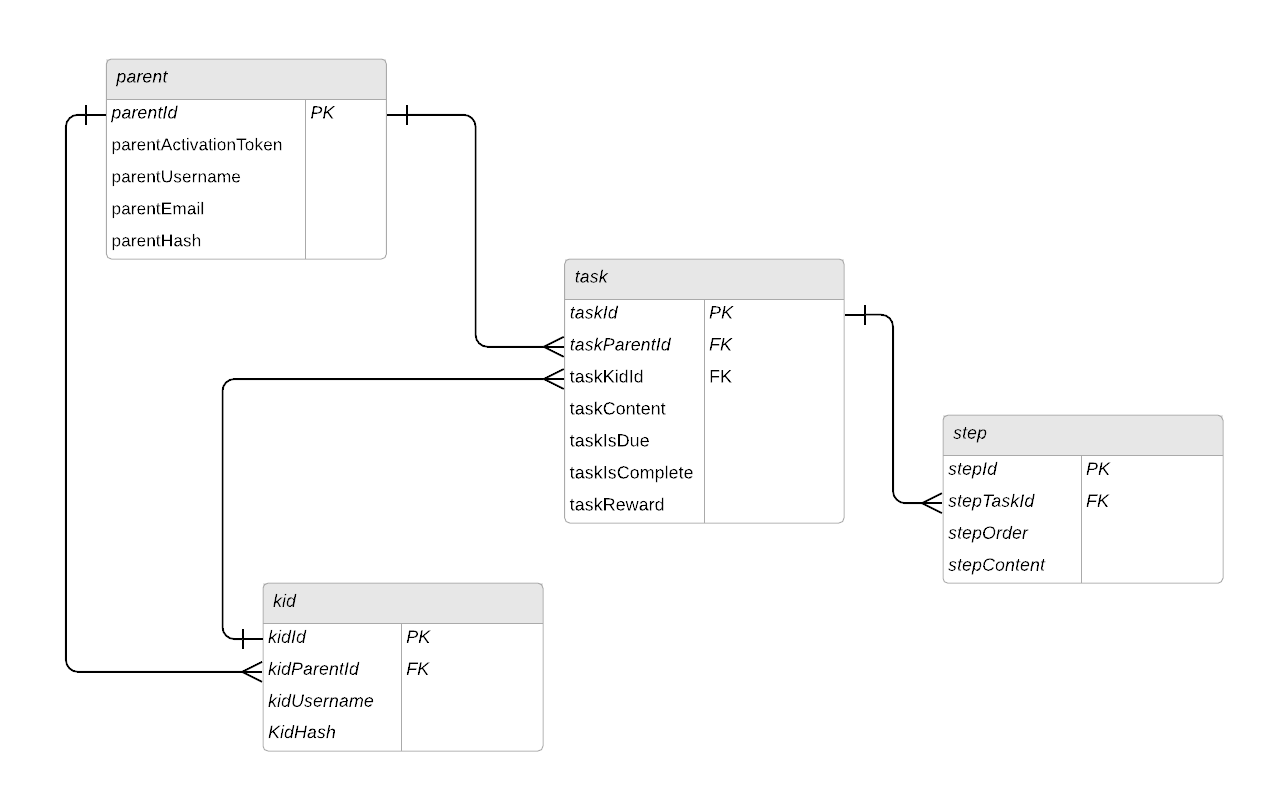 parent
parentId PK
parentActivationToken
parentUsername
parentEmail
parentHash
task
taskId PK
taskParentId FK
taskKidId FK
taskContent
taskIsDue
taskIsComplete
taskReward
step
stepId PK
stepTaskId FK
stepOrder
stepContent
kid
kidId PK
kidParentId FK
kidUsername
KidHash